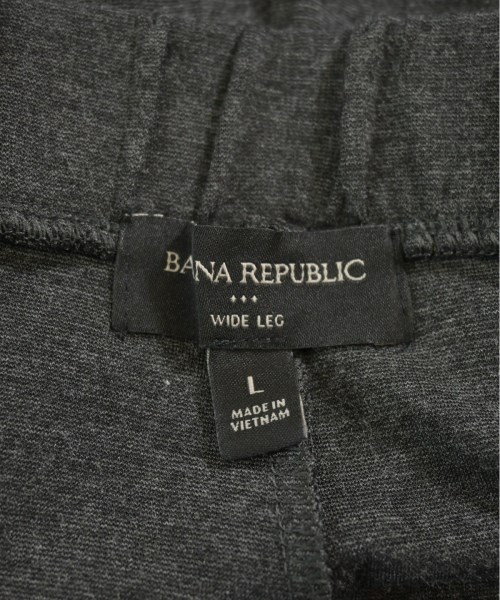 BANA REPUBLIC
WIDE LEG
L
MADE IN
VIETNAM